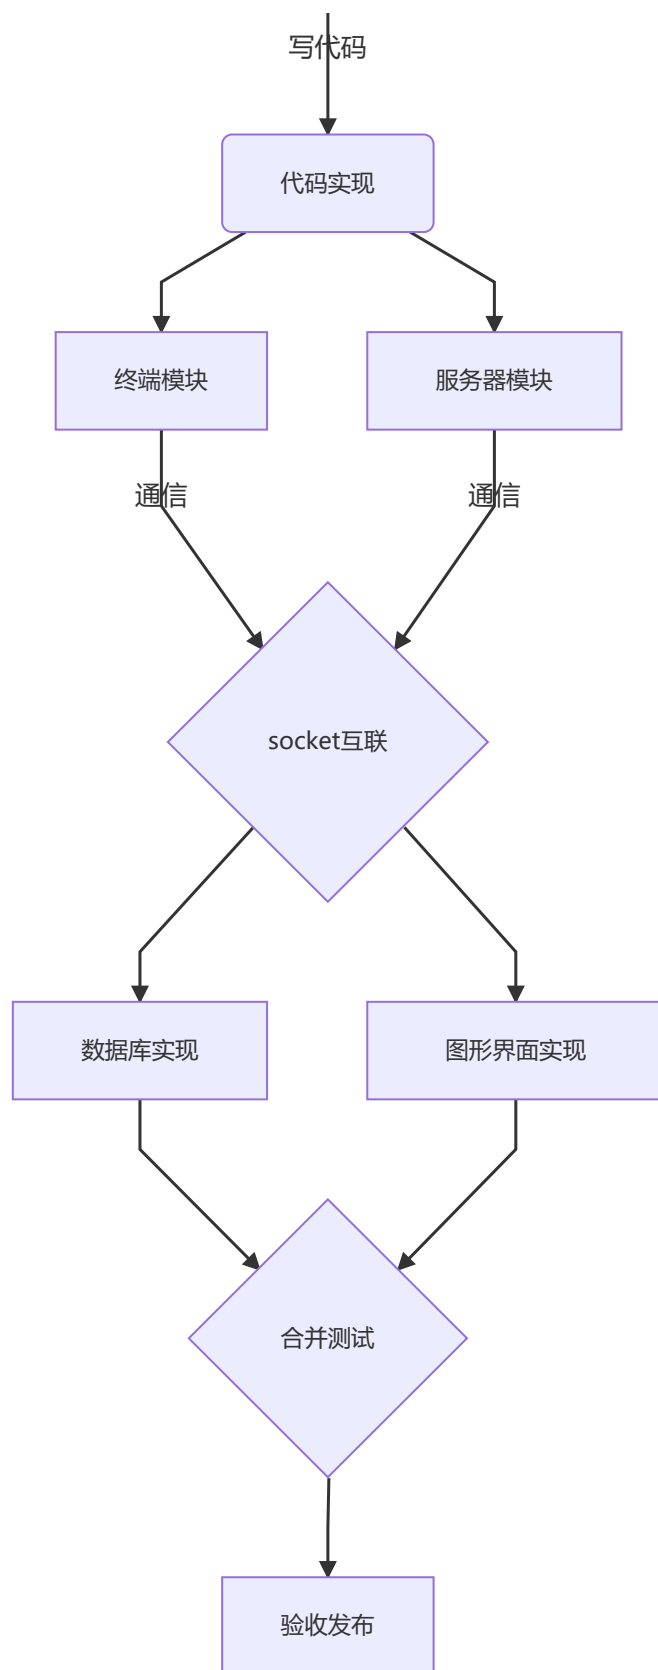 写代码
代码实现
终端模块
服务器模块
通信
通信
socket互联
数据库实现
图形界面实现
合并测试
验收发布